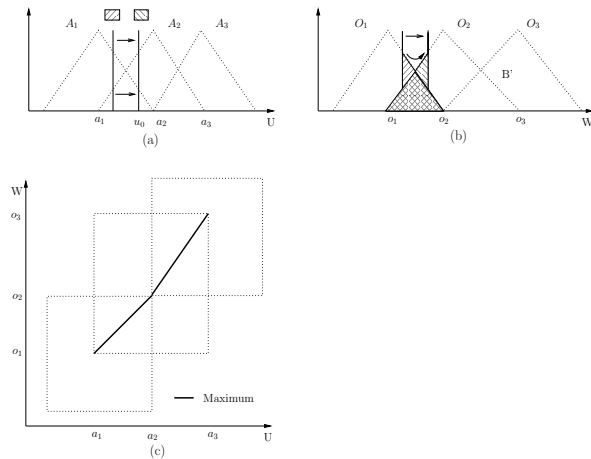 A₁ A₂ A₃
a₁ u₀ a₂ a₃ U
(a)
O₁ O₂ O₃
B'
o₁ o₂ o₃ W
(b)
W
o₃
o₂
o₁
Maximum
a₁ a₂ a₃ U
(c)